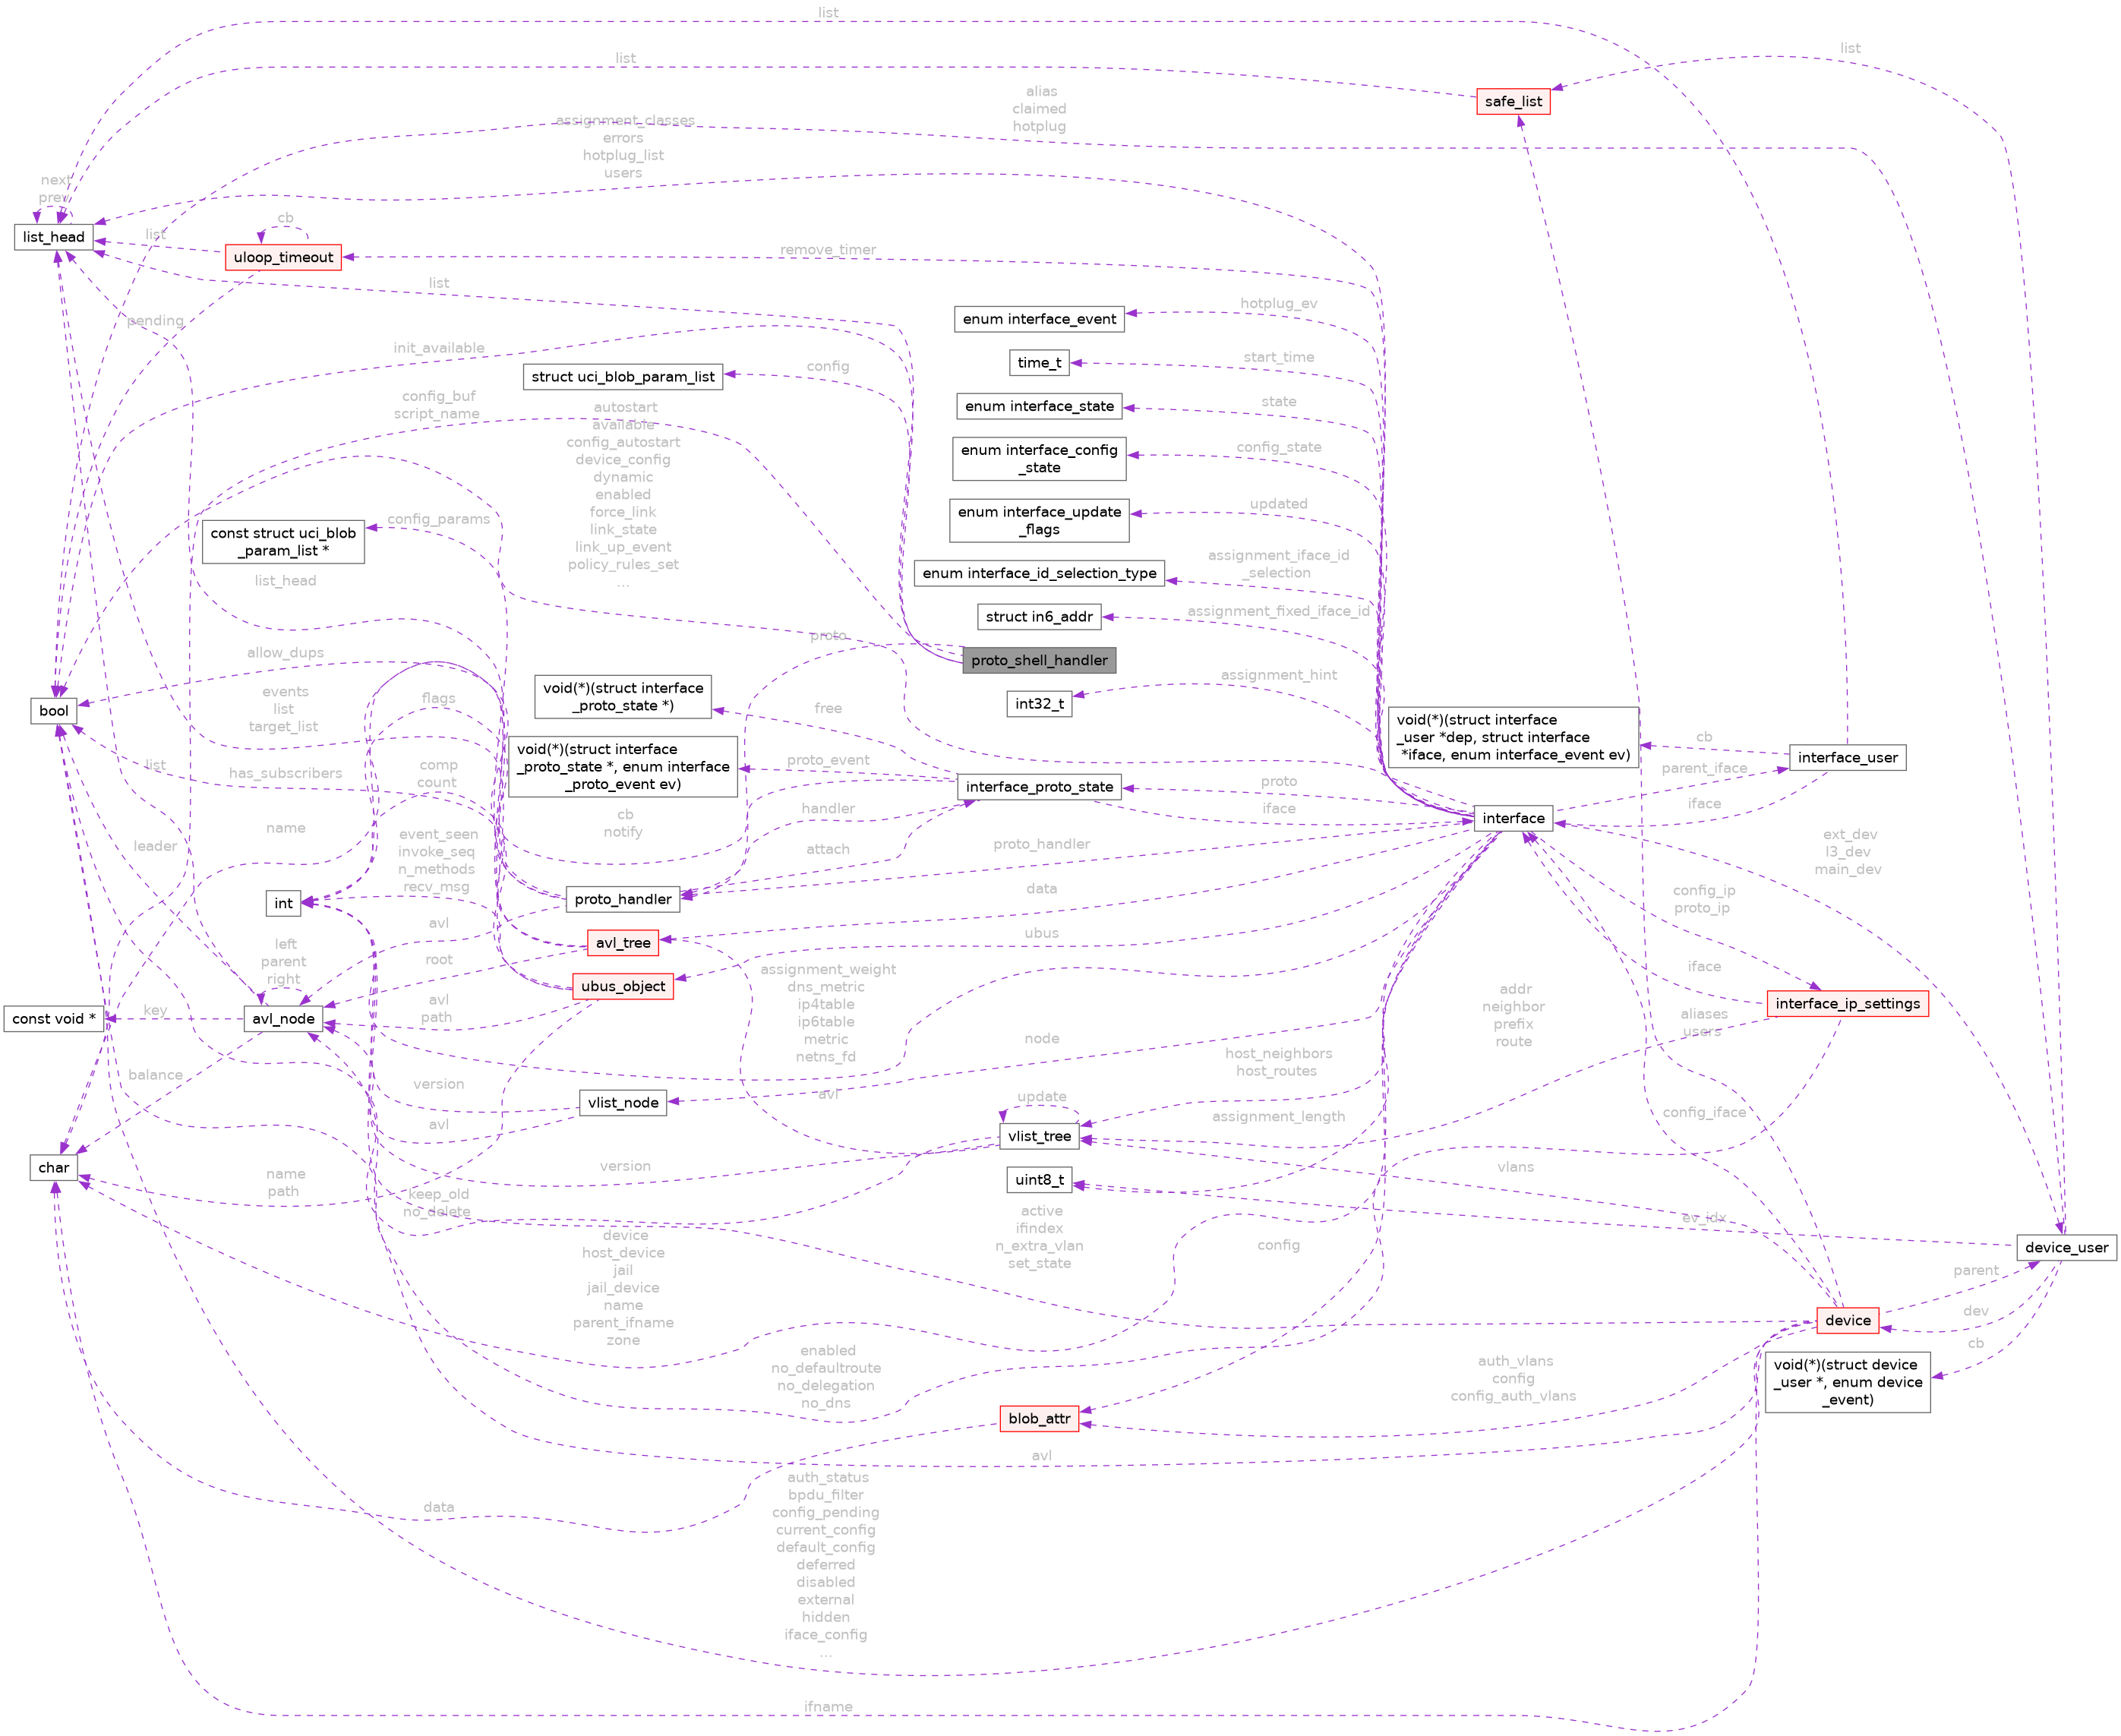 list
list
list
safe_list
alias
claimed
hotplug
assignment_classes
errors
hotplug_list
users
next
prev
list_head
cb
list
uloop_timeout
remove_timer
list
pending
hotplug_ev
enum interface_event
init_available
start_time
time_t
config
struct uci_blob_param_list
config_buf
script_name
state
enum interface_state
autostart
available
config_autostart
device_config
dynamic
enabled
force_link
link_state
link_up_event
policy_rules_set
...
config_state
enum interface_config
_state
updated
enum interface_update
_flags
config_params
const struct uci_blob
_param_list *
assignment_iface_id
_selection
enum interface_id_selection_type
list_head
assignment_fixed_iface_id
struct in6_addr
proto
proto_shell_handler
allow_dups
assignment_hint
int32_t
void(*)(struct interface
_proto_state *)
free
flags
bool
events
list
target_list
void(*)(struct interface
_user *dep, struct interface
*iface, enum interface_event ev)
cb
interface_user
void(*)(struct interface
_proto_state *, enum interface
_proto_event ev)
proto_event
list
has_subscribers
comp
count
parent_iface
proto
interface_proto_state
handler
iface
iface
interface
cb
notify
name
leader
event_seen
invoke_seq
n_methods
recv_msg
attach
proto_handler
ext_dev
l3_dev
main_dev
int
proto_handler
data
config_ip
proto_ip
avl
avl_tree
ubus
left
parent
right
root
ubus_object
assignment_weight
dns_metric
ip4table
ip6table
metric
netns_fd
iface
interface_ip_settings
addr
neighbor
prefix
route
aliases
users
const void *
key
avl_node
avl
path
node
host_neighbors
host_routes
balance
version
vlist_node
avl
update
avl
assignment_length
config_iface
vlist_tree
char
name
path
version
vlans
uint8_t
keep_old
no_delete
active
ifindex
n_extra_vlan
set_state
ev_idx
device_user
device
host_device
jail
jail_device
name
parent_ifname
zone
config
parent
dev
device
cb
enabled
no_defaultroute
no_delegation
no_dns
auth_vlans
config
config_auth_vlans
void(*)(struct device
_user *, enum device
_event)
blob_attr
avl
data
auth_status
bpdu_filter
config_pending
current_config
default_config
deferred
disabled
external
hidden
iface_config
...
ifname